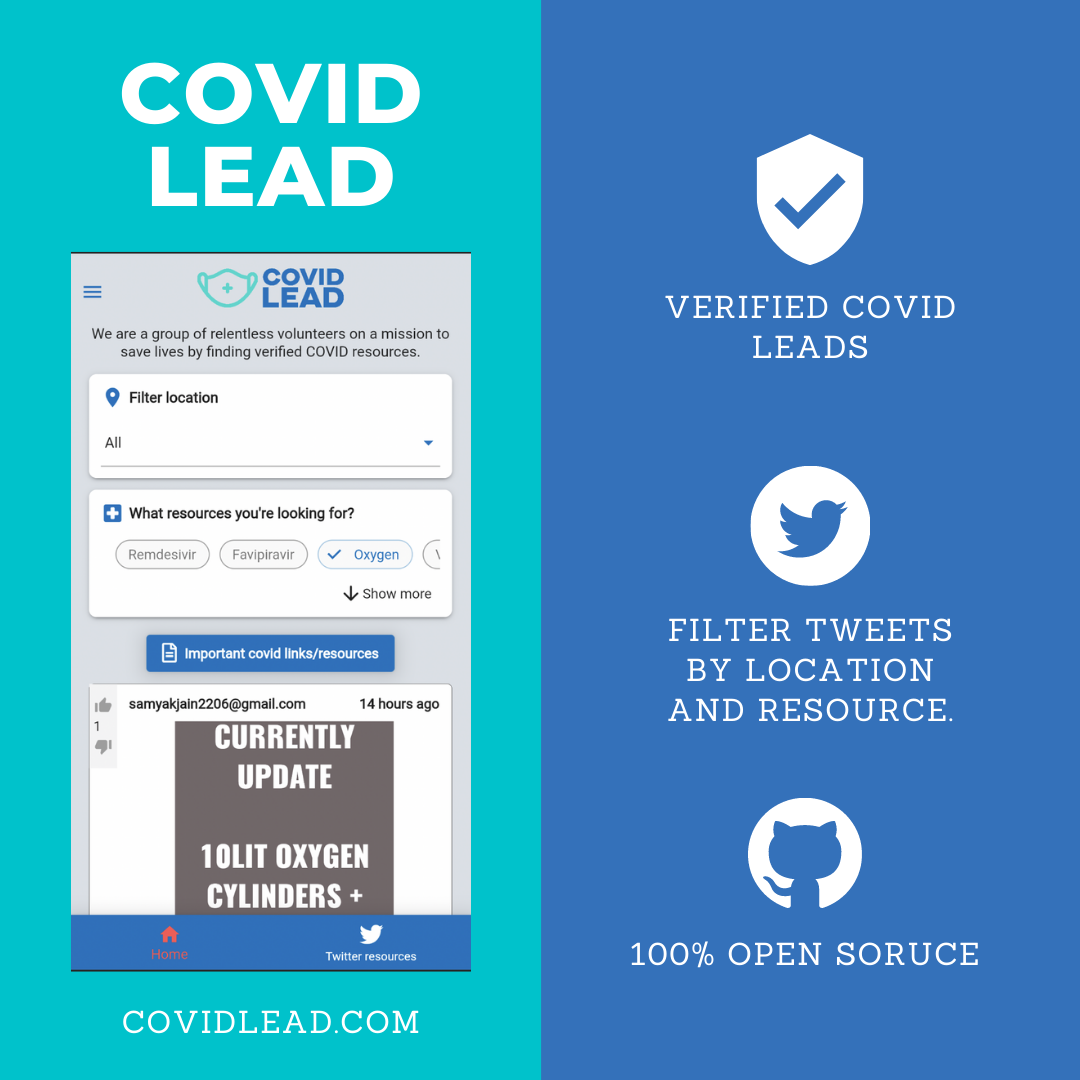 COVID
LEAD
COVID
LEAD
We are a group of relentless volunteers on a mission to
save lives by finding verified COVID resources.
Filter location
All
What resources you're looking for?
Remdesivir Favipiravir Oxygen
Show more
Important covid links/resources
samyakjain2206@gmail.com 14 hours ago
1
CURRENTLY
UPDATE
10LIT OXYGEN
CYLINDERS +
Home Twitter resources
COVIDLEAD.COM
VERIFIED COVID
LEADS
FILTER TWEETS
BY LOCATION
AND RESOURCE.
100% OPEN SORUCE